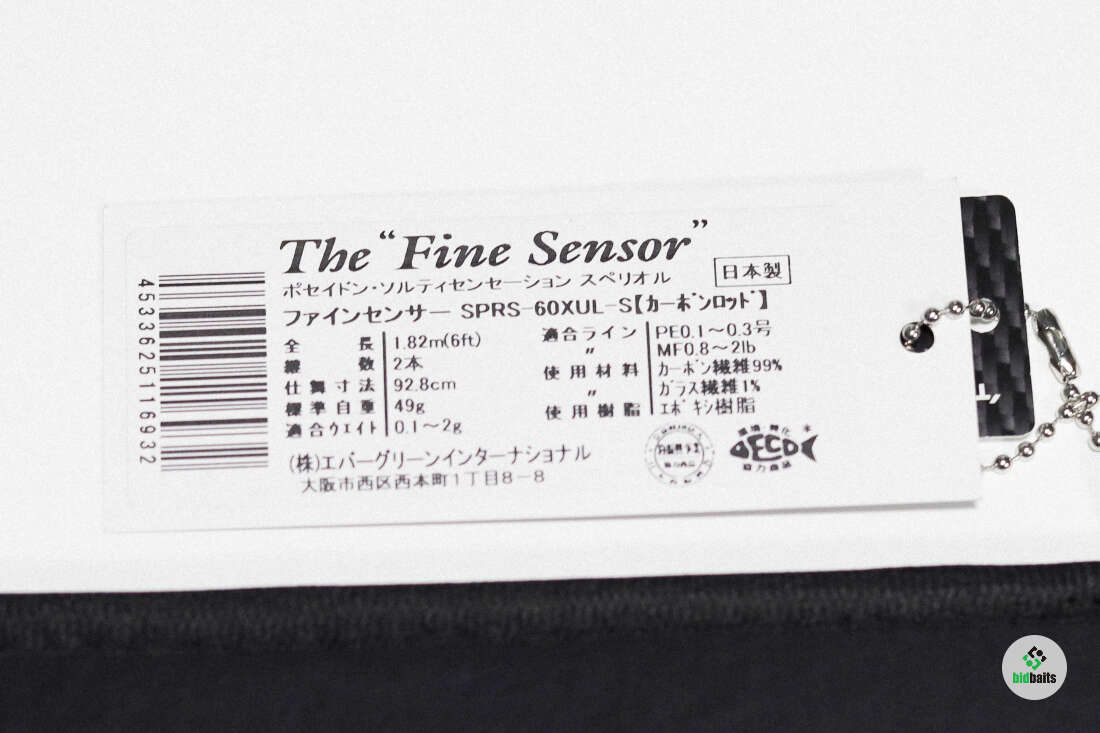 The “Fine Sensor”
ポセイドン・ソルティセンセーション スペリオル
日本製
ファインセンサー SPRS-60XUL-S【カーボンロッド】
全長 1.82m(6ft)
継数 2本
仕舞寸法 92.8cm
標準自重 49g
適合ウエイト 0.1～2g
適合ライン PE0.1～0.3号
〃 MF0.8～2lb
使用材料 カーボン繊維99%
〃 ガラス繊維1%
使用樹脂 エポキシ樹脂
(株)エバーグリーンインターナショナル
大阪市西区西本町1丁目8-8
4533625116932
ECO
協力商品
bidbaits